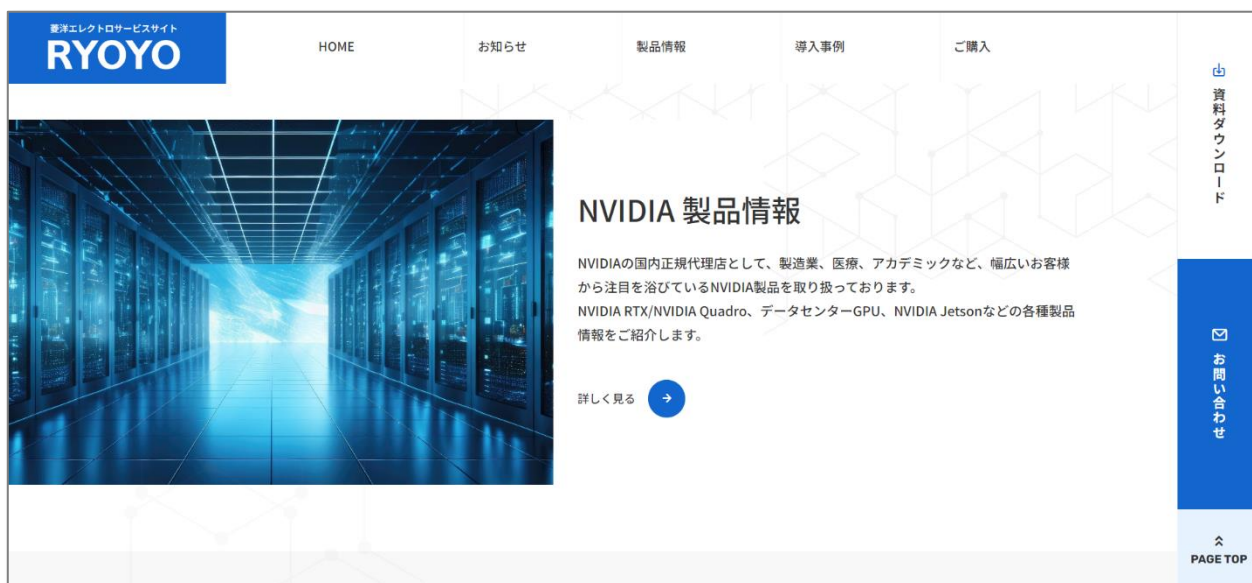 菱洋エレクトロサービスサイト
RYOYO
HOME
お知らせ
製品情報
導入事例
ご購入
資料ダウンロード
NVIDIA 製品情報
NVIDIAの国内正規代理店として、製造業、医療、アカデミックなど、幅広いお客様
から注目を浴びているNVIDIA製品を取り扱っております。
NVIDIA RTX/NVIDIA Quadro、データセンターGPU、NVIDIA Jetsonなどの各種製品
情報をご紹介します。
詳しく見る
お問い合わせ
PAGE TOP